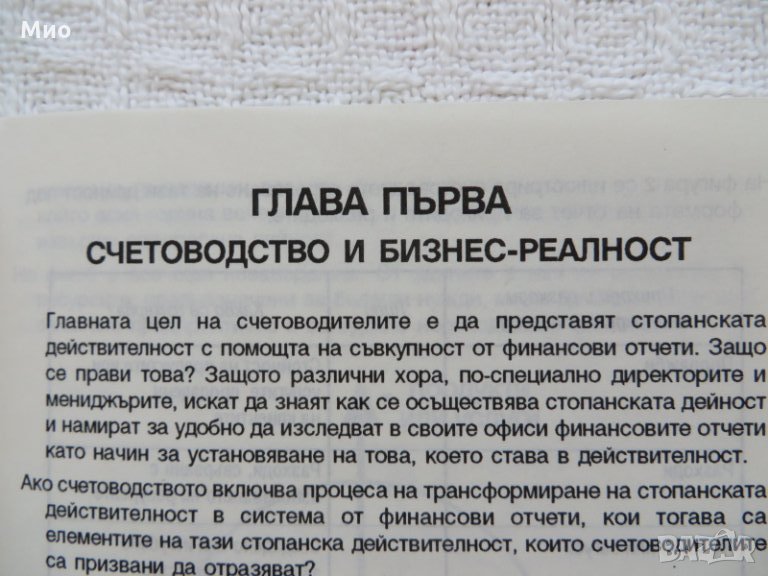 Мио
ГЛАВА ПЪРВА
СЧЕТОВОДСТВО И БИЗНЕС-РЕАЛНОСТ
Главната цел на счетоводителите е да представят стопанската
действителност с помощта на съвкупност от финансови отчети. Защо
се прави това? Защото различни хора, по-специално директорите и
мениджърите, искат да знаят как се осъществява стопанската дейност
и намират за удобно да изследват в своите офиси финансовите отчети
като начин за установяване на това, което става в действителност.
Ако счетоводството включва процеса на трансформиране на стопанската
действителност в система от финансови отчети, кои тогава са
елементите на тази стопанска действителност, които счетоводителите
са призвани да отразяват?